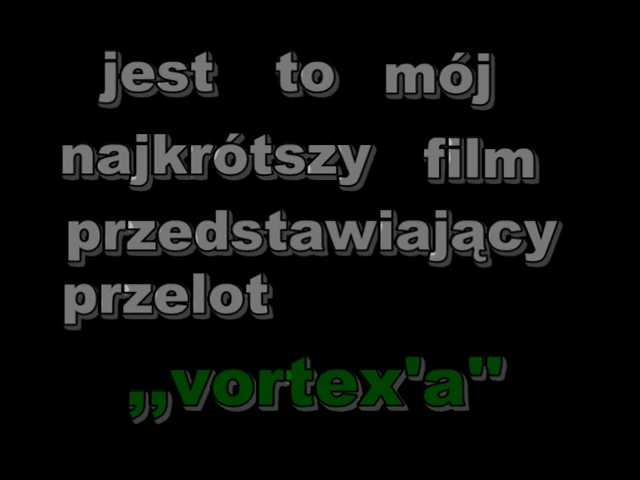 jest to mój
najkrótszy film
przedstawiający
przelot
,,vortex'a"